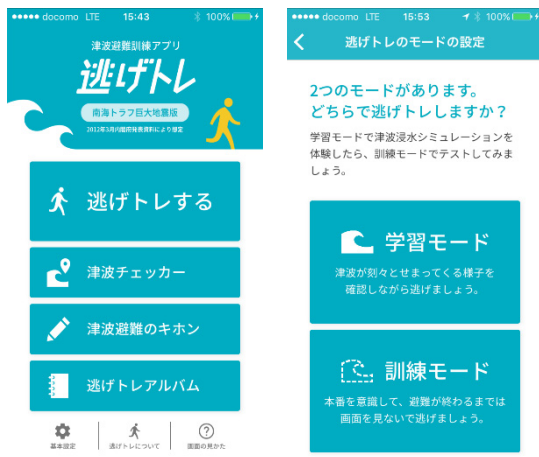 docomo LTE 15:43 100%
津波避難訓練アプリ
逃げトレ
南海トラフ巨大地震版
2012年3月内閣府発表資料により想定
逃げトレする
津波チェッカー
津波避難のキホン
逃げトレアルバム
基本設定 逃げトレについて 画面の見かた
docomo LTE 15:53 100%
逃げトレのモードの設定
2つのモードがあります。
どちらで逃げトレしますか？
学習モードで津波浸水シミュレーションを
体験したら、訓練モードでテストしてみま
しょう。
学習モード
津波が刻々とせまってくる様子を
確認しながら逃げましょう。
訓練モード
本番を意識して、避難が終わるまでは
画面を見ないで逃げましょう。